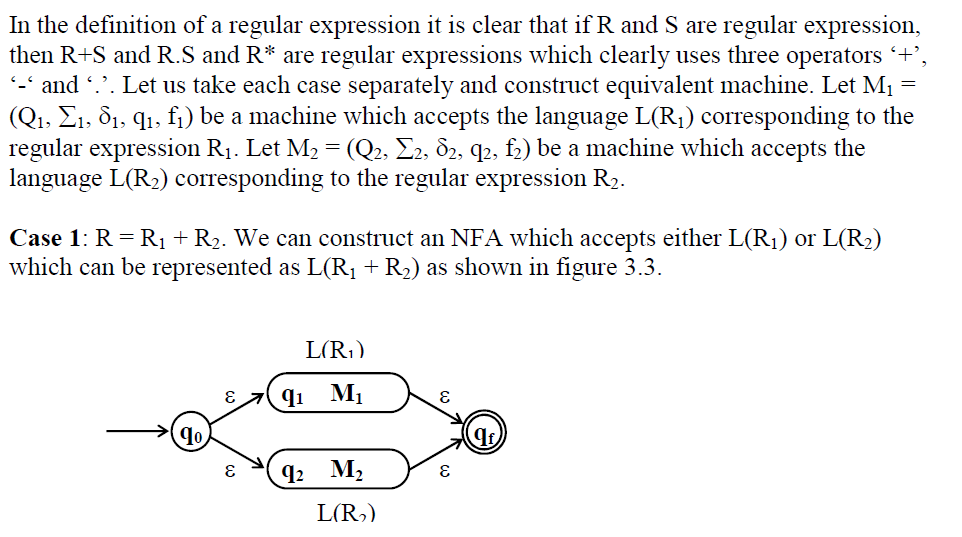 In the definition of a regular expression it is clear that if R and S are regular expression,
then R+S and R.S and R* are regular expressions which clearly uses three operators ‘+’,
‘-‘ and ‘.’. Let us take each case separately and construct equivalent machine. Let M₁ =
(Q₁, ∑₁, δ₁, q₁, f₁) be a machine which accepts the language L(R₁) corresponding to the
regular expression R₁. Let M₂ = (Q₂, ∑₂, δ₂, q₂, f₂) be a machine which accepts the
language L(R₂) corresponding to the regular expression R₂.
Case 1: R = R₁ + R₂. We can construct an NFA which accepts either L(R₁) or L(R₂)
which can be represented as L(R₁ + R₂) as shown in figure 3.3.
L(R₁)
ε q₁ M₁ ε
q₀ qf
ε q₂ M₂ ε
L(R₂)